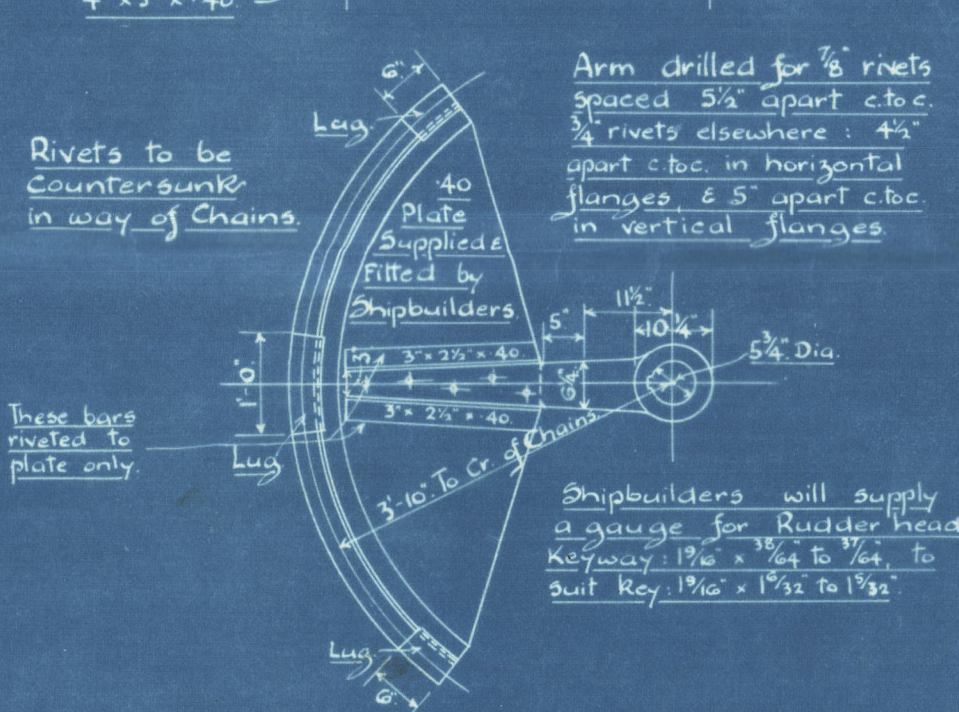 4" x 3" x .40.
Rivets to be
Countersunk
in way of Chains.
Arm drilled for 7/8" rivets
spaced 5½" apart c.to c.
¾" rivets elsewhere : 4½"
apart c.toc. in horizontal
flanges, & 5" apart c.toc.
in vertical flanges.
6"
Lug.
.40
Plate
Supplied &
Fitted by
Shipbuilders.
11½"
10¼"
5"
5¾" Dia.
3" x 2½" x .40.
3" x 2½" x .40.
1'-0"
These bars
riveted to
plate only.
Lug
3'-10" To Cr. of Chains.
Shipbuilders will supply
a gauge for Rudder head
Keyway: 1 9/16" x 38/64" to 37/64", to
suit Key: 1 9/16" x 1 6/32" to 1 5/32".
Lug.
6"